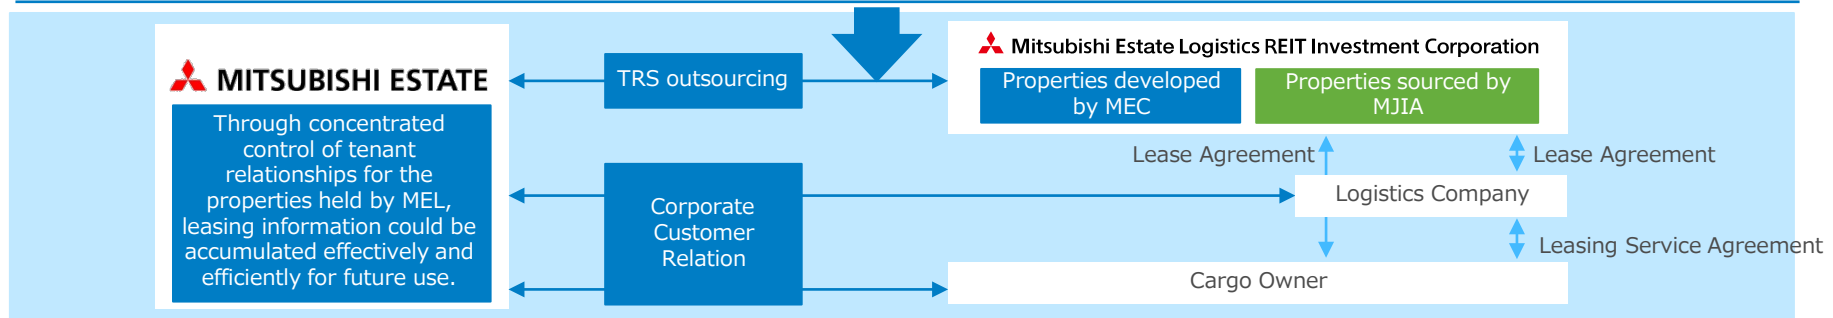 MITSUBISHI ESTATE
Through concentrated
control of tenant
relationships for the
properties held by MEL,
leasing information could be
accumulated effectively and
efficiently for future use.
TRS outsourcing
Corporate
Customer
Relation
Mitsubishi Estate Logistics REIT Investment Corporation
Properties developed
by MEC
Properties sourced by
MJIA
Lease Agreement
Lease Agreement
Logistics Company
Leasing Service Agreement
Cargo Owner